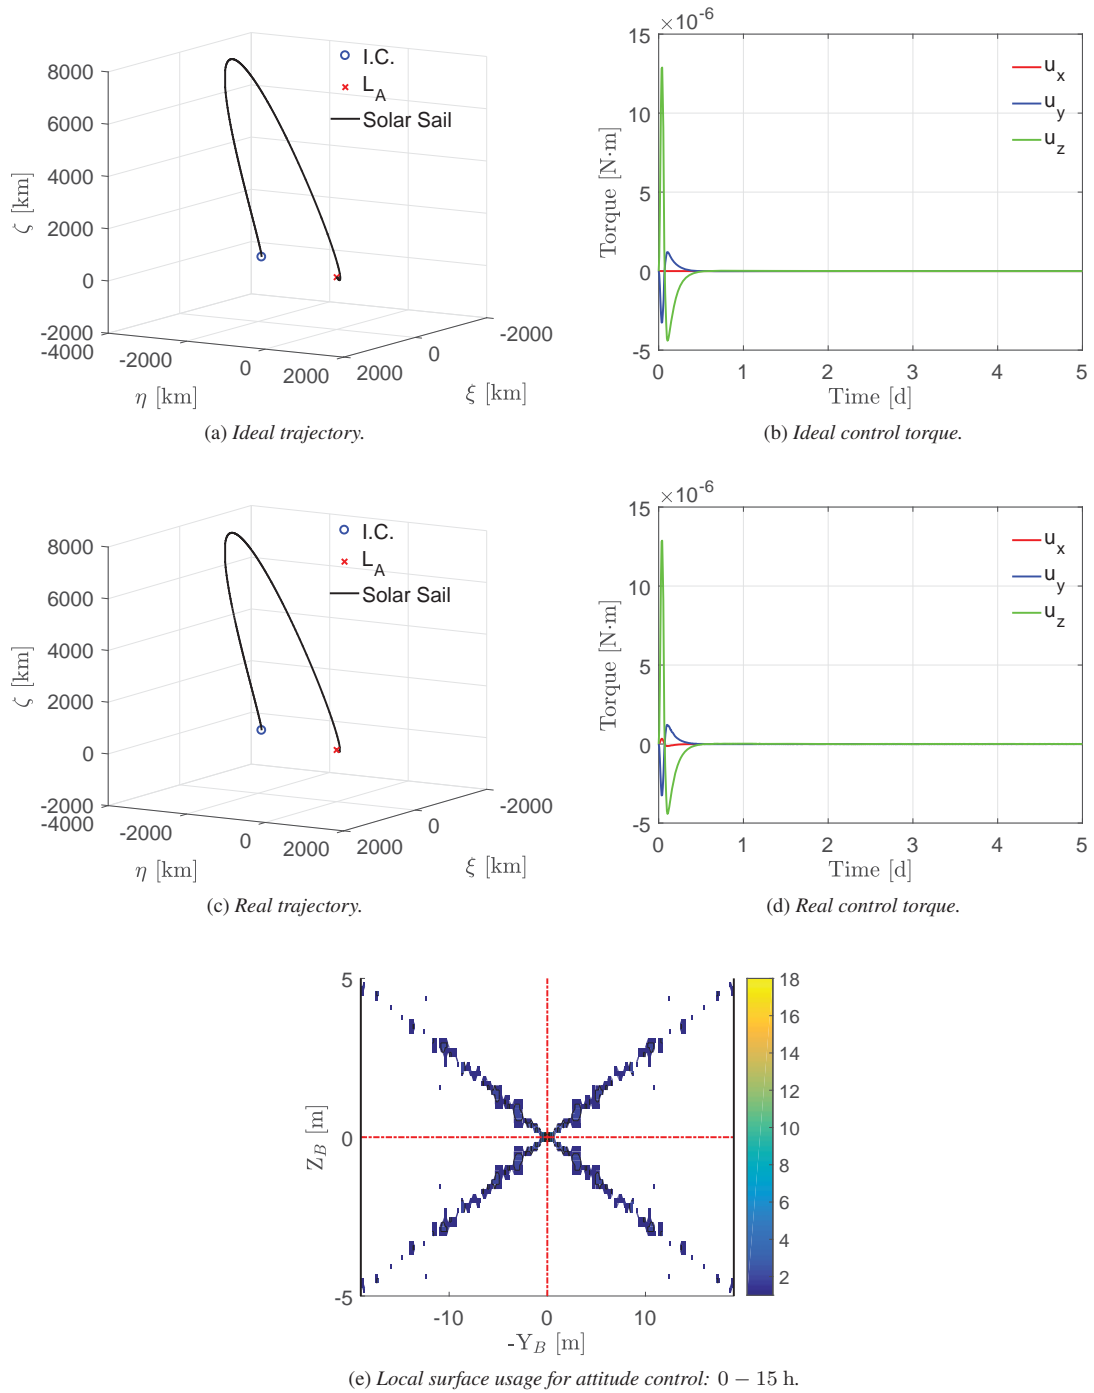 8000
6000
4000
2000
0
-2000
-4000
-2000
0
2000
2000
0
-2000
ζ [km]
η [km]
ξ [km]
I.C.
L_A
Solar Sail
(a) Ideal trajectory.
×10^-6
15
10
5
0
-5
0 1 2 3 4 5
Torque [N·m]
Time [d]
u_x
u_y
u_z
(b) Ideal control torque.
8000
6000
4000
2000
0
-2000
-4000
-2000
0
2000
2000
0
-2000
ζ [km]
η [km]
ξ [km]
I.C.
L_A
Solar Sail
(c) Real trajectory.
×10^-6
15
10
5
0
-5
0 1 2 3 4 5
Torque [N·m]
Time [d]
u_x
u_y
u_z
(d) Real control torque.
5
0
-5
Z_B [m]
-10 0 10
-Y_B [m]
18
16
14
12
10
8
6
4
2
(e) Local surface usage for attitude control: 0 − 15 h.